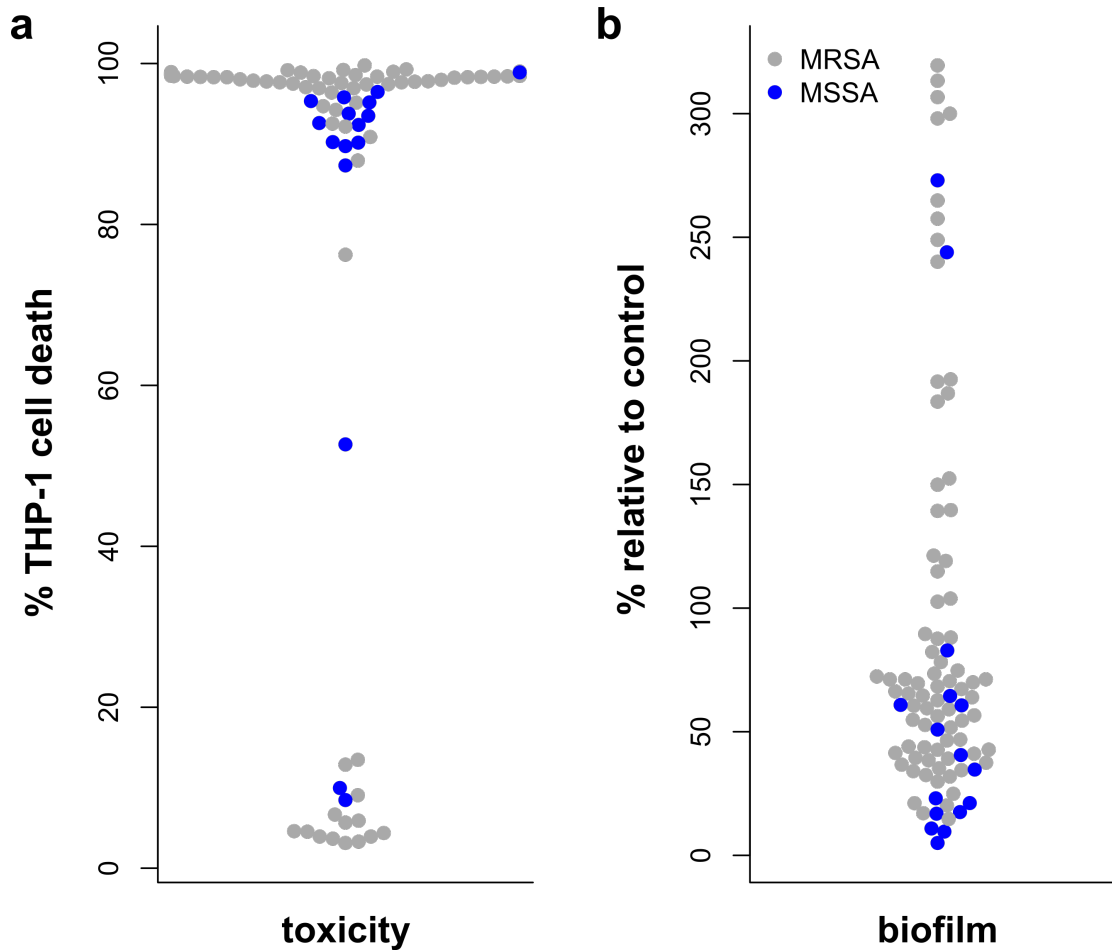 a
100
80
60
40
20
0
% THP-1 cell death
toxicity
b
MRSA
MSSA
300
250
200
150
100
50
0
% relative to control
biofilm